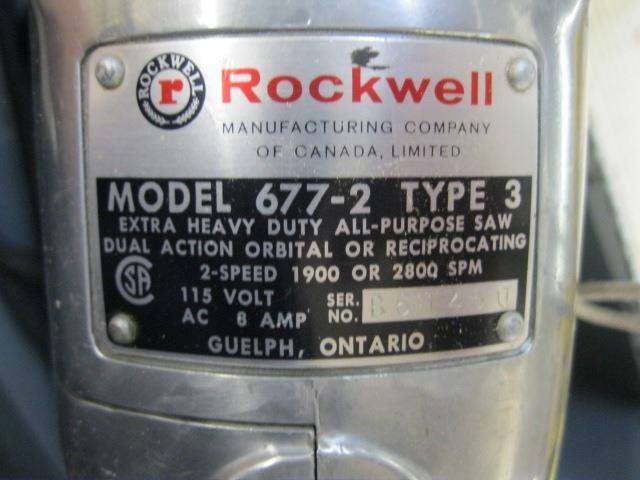 ROCKWELL
r
Rockwell
MANUFACTURING COMPANY
OF CANADA, LIMITED
MODEL 677-2 TYPE 3
EXTRA HEAVY DUTY ALL-PURPOSE SAW
DUAL ACTION ORBITAL OR RECIPROCATING
2-SPEED 1900 OR 2800 SPM
115 VOLT SER.
AC 8 AMP NO.
GUELPH, ONTARIO
SA